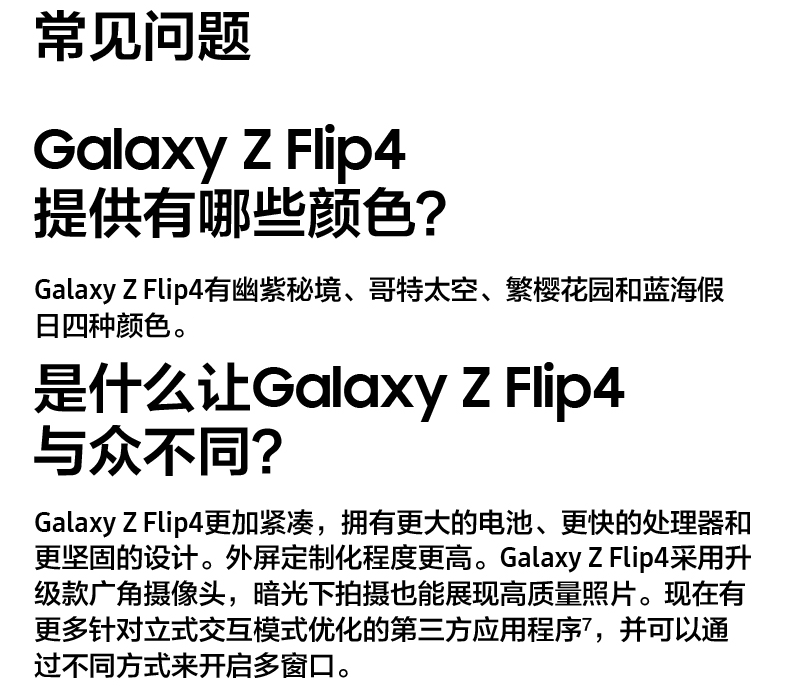 常见问题
Galaxy Z Flip4
提供有哪些颜色?
Galaxy Z Flip4有幽紫秘境、哥特太空、繁樱花园和蓝海假
日四种颜色。
是什么让Galaxy Z Flip4
与众不同?
Galaxy Z Flip4更加紧凑，拥有更大的电池、更快的处理器和
更坚固的设计。外屏定制化程度更高。Galaxy Z Flip4采用升
级款广角摄像头，暗光下拍摄也能展现高质量照片。现在有
更多针对立式交互模式优化的第三方应用程序⁷，并可以通
过不同方式来开启多窗口。